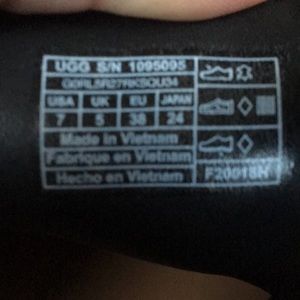 UGG S/N 1095095
USA UK EU JAPAN
7 5 38 24
Made in Vietnam
Fabrique en Vietnam
Hecho en Vietnam F20018H